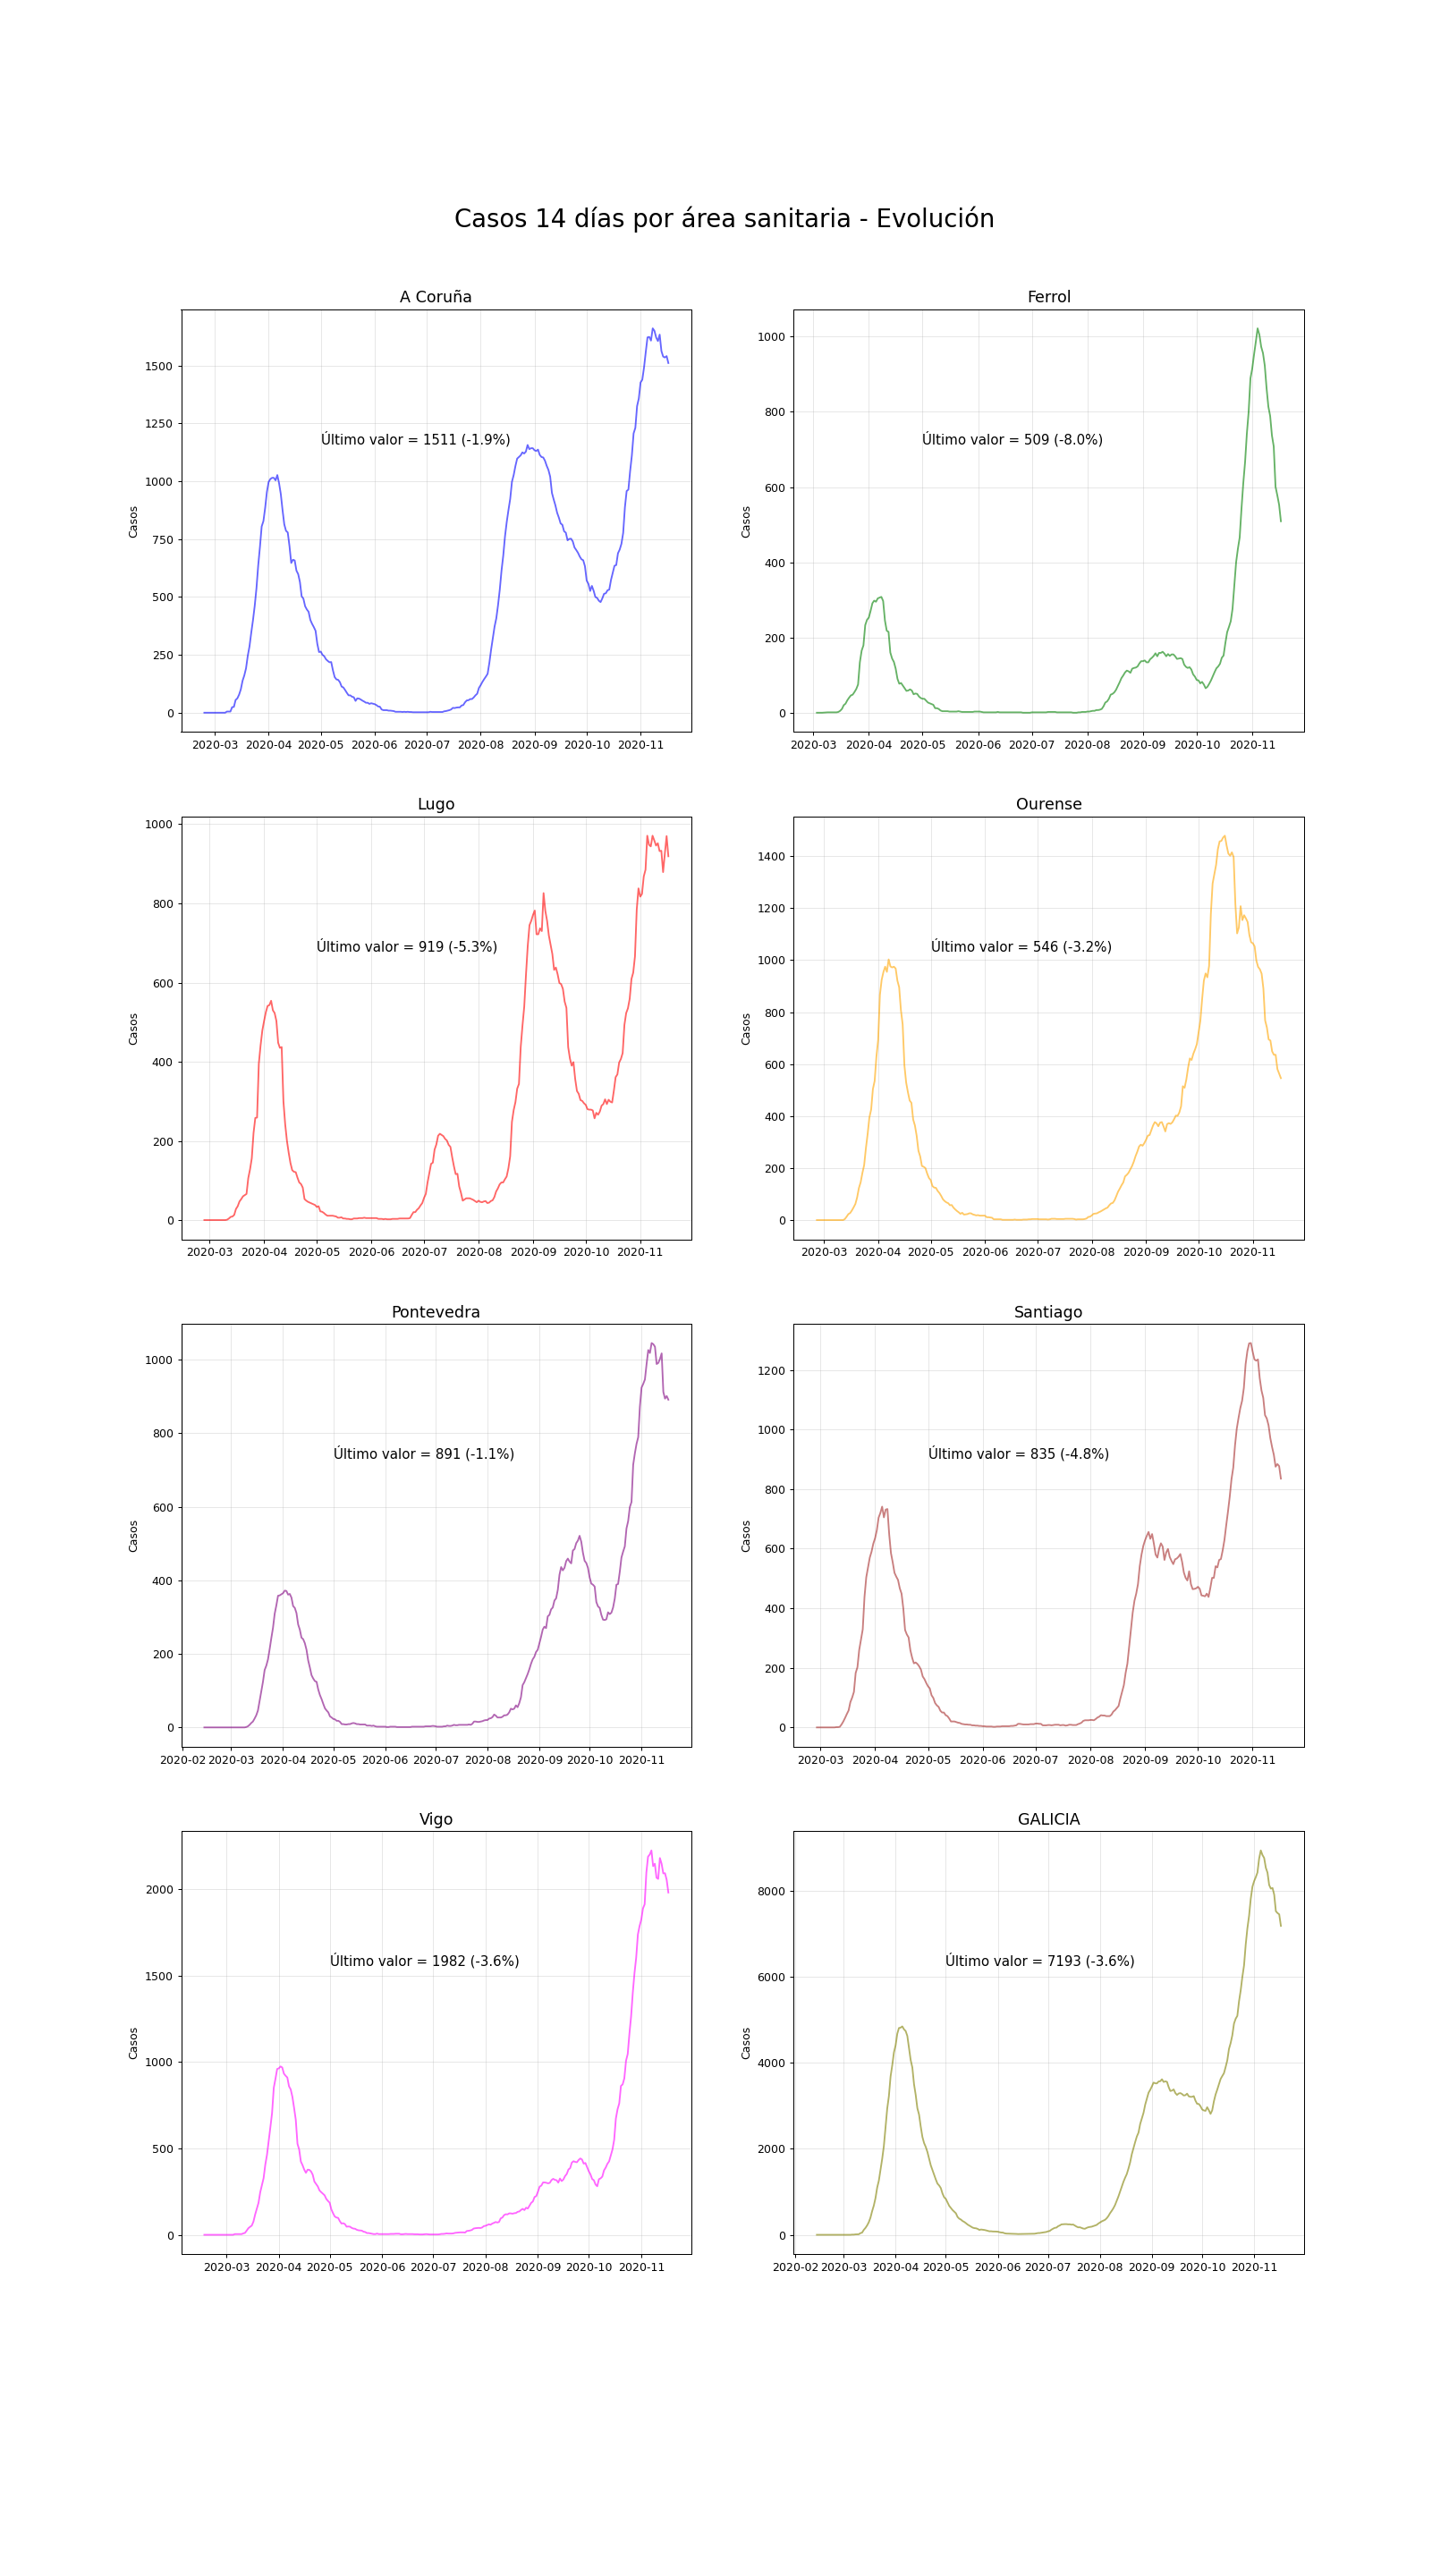 Casos 14 días por área sanitaria - Evolución
A Coruña
Casos
1500
1250
1000
750
500
250
0
Último valor = 1511 (-1.9%)
2020-03 2020-04 2020-05 2020-06 2020-07 2020-08 2020-09 2020-10 2020-11
Ferrol
Casos
1000
800
600
400
200
0
Último valor = 509 (-8.0%)
2020-03 2020-04 2020-05 2020-06 2020-07 2020-08 2020-09 2020-10 2020-11
Lugo
Casos
1000
800
600
400
200
0
Último valor = 919 (-5.3%)
2020-03 2020-04 2020-05 2020-06 2020-07 2020-08 2020-09 2020-10 2020-11
Ourense
Casos
1400
1200
1000
800
600
400
200
0
Último valor = 546 (-3.2%)
2020-03 2020-04 2020-05 2020-06 2020-07 2020-08 2020-09 2020-10 2020-11
Pontevedra
Casos
1000
800
600
400
200
0
Último valor = 891 (-1.1%)
2020-02 2020-03 2020-04 2020-05 2020-06 2020-07 2020-08 2020-09 2020-10 2020-11
Santiago
Casos
1200
1000
800
600
400
200
0
Último valor = 835 (-4.8%)
2020-03 2020-04 2020-05 2020-06 2020-07 2020-08 2020-09 2020-10 2020-11
Vigo
Casos
2000
1500
1000
500
0
Último valor = 1982 (-3.6%)
2020-03 2020-04 2020-05 2020-06 2020-07 2020-08 2020-09 2020-10 2020-11
GALICIA
Casos
8000
6000
4000
2000
0
Último valor = 7193 (-3.6%)
2020-02 2020-03 2020-04 2020-05 2020-06 2020-07 2020-08 2020-09 2020-10 2020-11